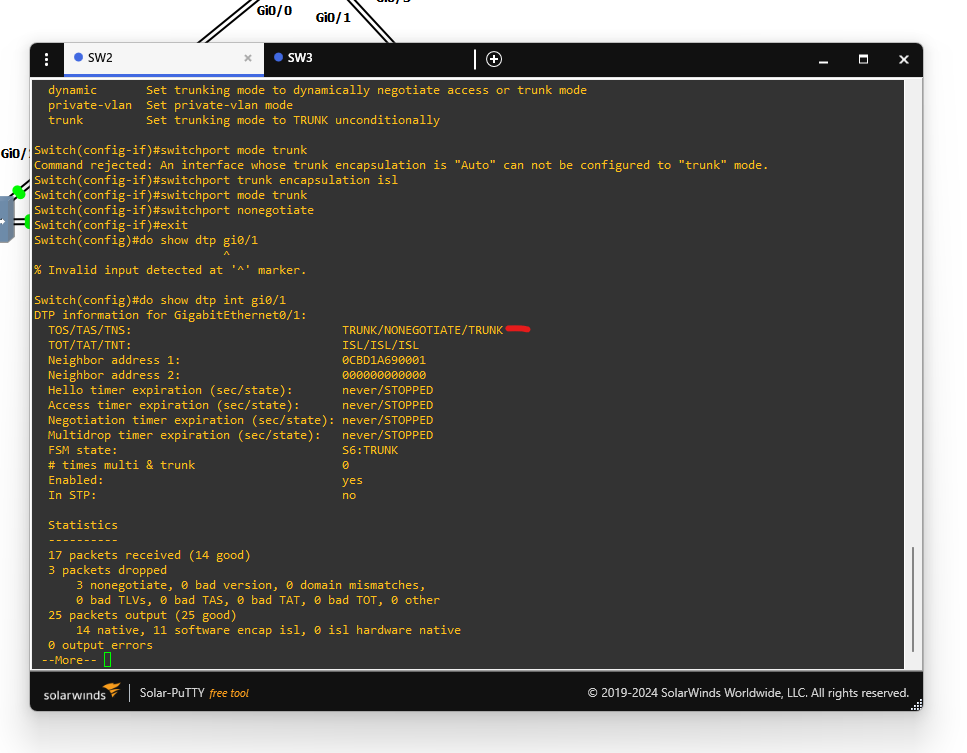 Gi0/0
Gi0/1
SW2
SW3
dynamic Set trunking mode to dynamically negotiate access or trunk mode
private-vlan Set private-vlan mode
trunk Set trunking mode to TRUNK unconditionally
Gi0/
Switch(config-if)#switchport mode trunk
Command rejected: An interface whose trunk encapsulation is "Auto" can not be configured to "trunk" mode.
Switch(config-if)#switchport trunk encapsulation isl
Switch(config-if)#switchport mode trunk
Switch(config-if)#switchport nonegotiate
Switch(config-if)#exit
Switch(config)#do show dtp gi0/1
^
% Invalid input detected at '^' marker.
Switch(config)#do show dtp int gi0/1
DTP information for GigabitEthernet0/1:
TOS/TAS/TNS: TRUNK/NONEGOTIATE/TRUNK
TOT/TAT/TNT: ISL/ISL/ISL
Neighbor address 1: 0CBD1A690001
Neighbor address 2: 000000000000
Hello timer expiration (sec/state): never/STOPPED
Access timer expiration (sec/state): never/STOPPED
Negotiation timer expiration (sec/state): never/STOPPED
Multidrop timer expiration (sec/state): never/STOPPED
FSM state: S6:TRUNK
# times multi & trunk 0
Enabled: yes
In STP: no
Statistics
----------
17 packets received (14 good)
3 packets dropped
3 nonegotiate, 0 bad version, 0 domain mismatches,
0 bad TLVs, 0 bad TAS, 0 bad TAT, 0 bad TOT, 0 other
25 packets output (25 good)
14 native, 11 software encap isl, 0 isl hardware native
0 output errors
--More--
solarwinds Solar-PuTTY free tool © 2019-2024 SolarWinds Worldwide, LLC. All rights reserved.